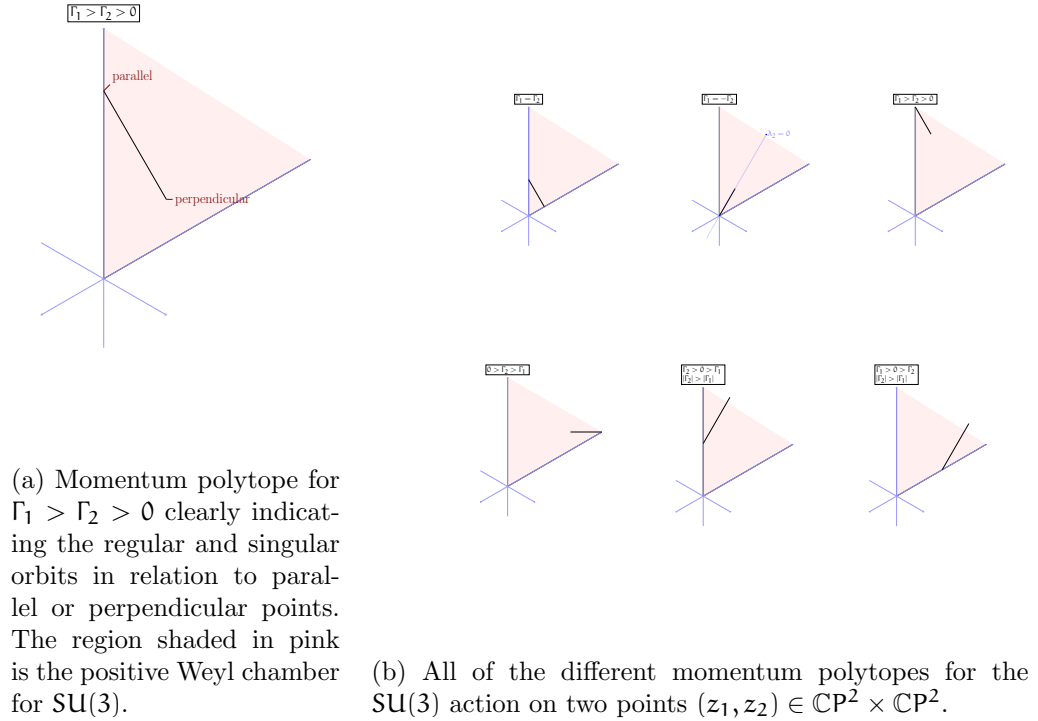 Γ₁ > Γ₂ > 0
parallel
perpendicular
(a) Momentum polytope for
Γ₁ > Γ₂ > 0 clearly indicat-
ing the regular and singular
orbits in relation to paral-
lel or perpendicular points.
The region shaded in pink
is the positive Weyl chamber
for SU(3).
Γ₁ = Γ₂
Γ₁ = −Γ₂
λ₂ = 0
Γ₁ > Γ₂ > 0
0 > Γ₂ > Γ₁
Γ₂ > 0 > Γ₁
|Γ₂| > |Γ₁|
Γ₁ > 0 > Γ₂
|Γ₂| > |Γ₁|
(b) All of the different momentum polytopes for the
SU(3) action on two points (z₁, z₂) ∈ ℂP² × ℂP².